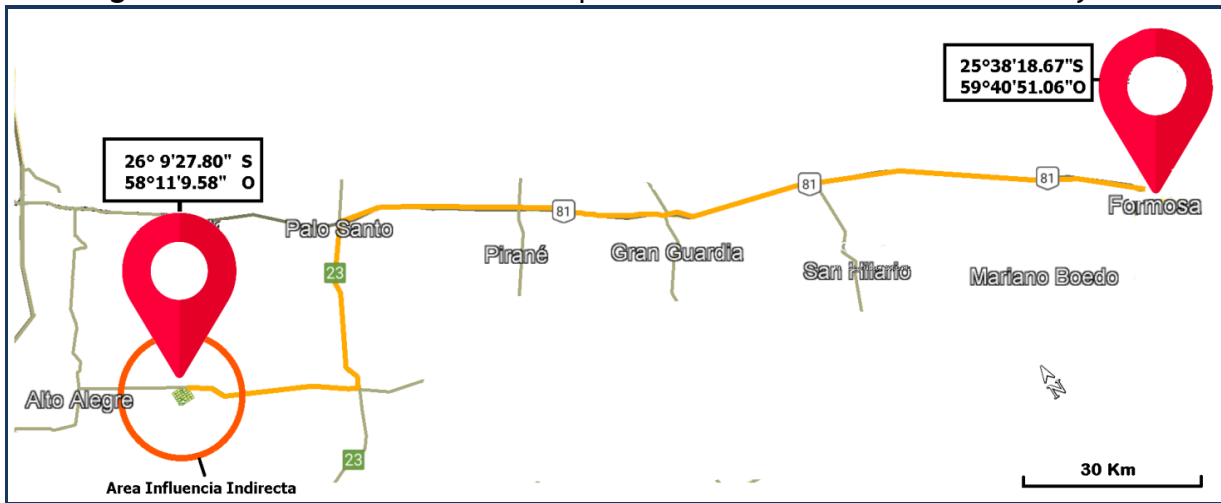 25°38'18.67"S
59°40'51.06"O
26° 9'27.80" S
58°11'9.58" O
81
81
Formosa
Palo Santo
81
Pirané
Gran Guardia
San Hilario
Mariano Boedo
23
Alto Alegre
N
23
Area Influencia Indirecta
30 Km